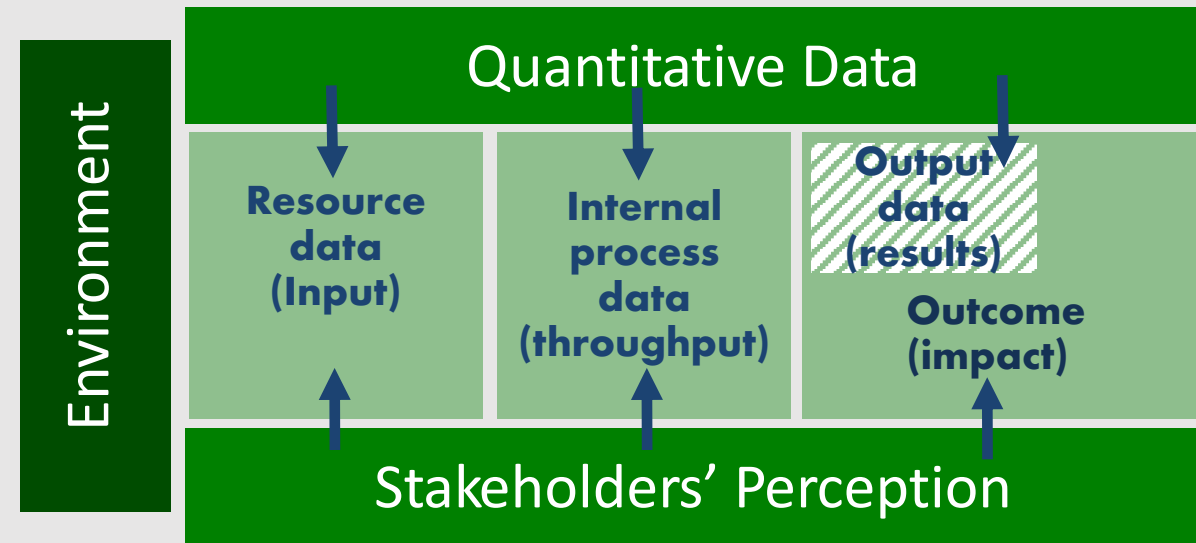 Environment
Quantitative Data
Resource
data
(Input)
Internal
process
data
(throughput)
Output
data
(results)
Outcome
(impact)
Stakeholders’ Perception